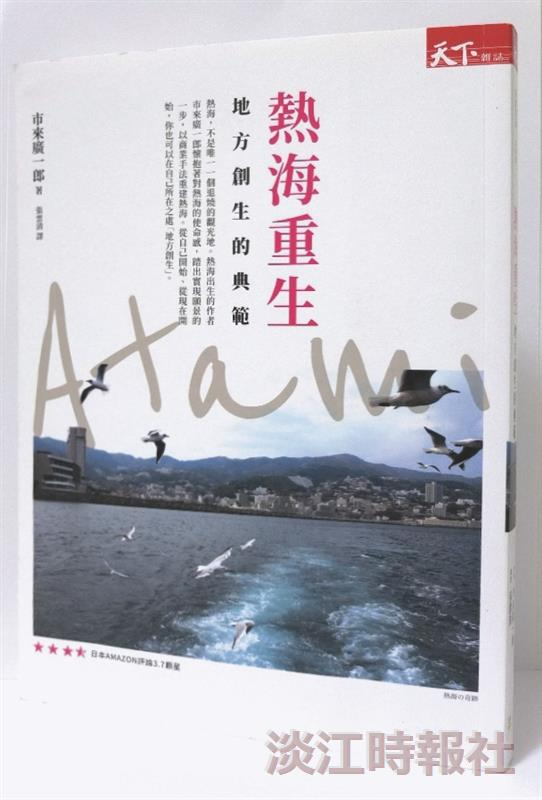 天下雜誌
熱海重生
地方創生的典範
熱海，不是唯一一個退燒的觀光地。熱海出生的作者
市來廣一郎懷抱著對熱海的使命感，踏出實現願景的
一步，以商業手法重建熱海。從自己開始、從現在開
始，你也可以在自己所在之處「地方創生」。
市來廣一郎 著
張雲清 譯
Atami
日本AMAZON評論3.7顆星
熱海の奇跡
淡江時報社